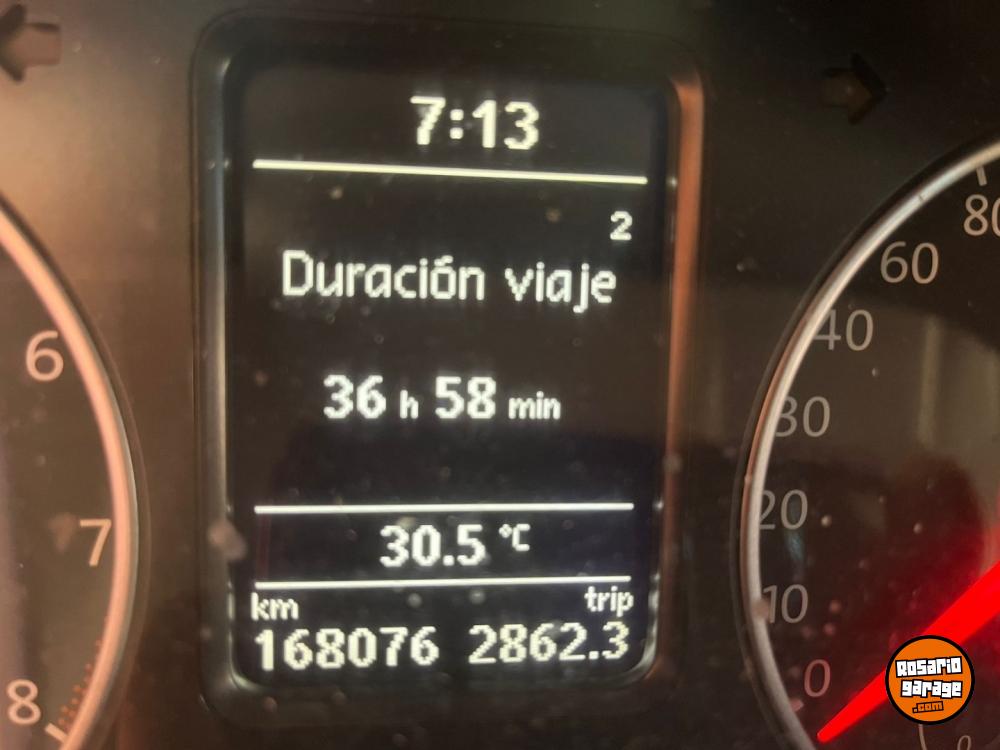 7:13
2
Duración viaje
36 h 58 min
30.5 °C
km trip
168076 2862.3
6
7
8
80
60
40
30
20
10
0
Rosario
garage
.com